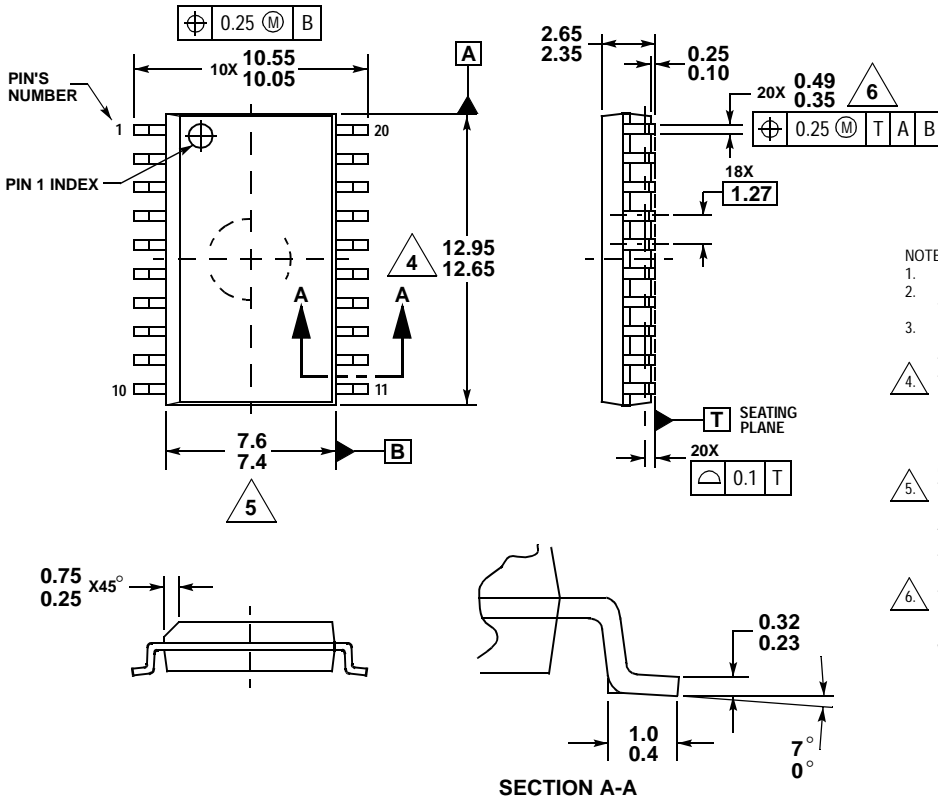 ⌖ 0.25 Ⓜ B
10X 10.55
10.05
PIN'S
NUMBER
1
20
PIN 1 INDEX
A
12.95
12.65
4
A A
10
11
7.6
7.4
B
5
2.65
2.35
0.25
0.10
20X 0.49
0.35
6
⌖ 0.25 Ⓜ T A B
18X
1.27
T SEATING
PLANE
20X
⌓ 0.1 T
NOTE
1.
2.
3.
4.
5.
6.
0.75 X45°
0.25
0.32
0.23
1.0
0.4
7°
0°
SECTION A-A